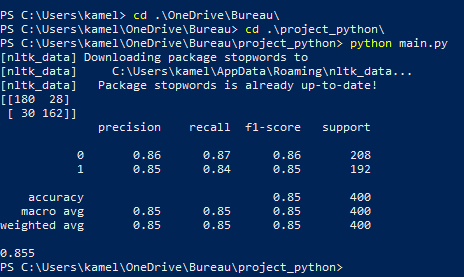 PS C:\Users\kamel> cd .\OneDrive\Bureau\
PS C:\Users\kamel\OneDrive\Bureau> cd .\project_python\
PS C:\Users\kamel\OneDrive\Bureau\project_python> python main.py
[nltk_data] Downloading package stopwords to
[nltk_data]     C:\Users\kamel\AppData\Roaming\nltk_data...
[nltk_data]   Package stopwords is already up-to-date!
[[180  28]
 [ 30 162]]
              precision    recall  f1-score   support
           0       0.86      0.87      0.86       208
           1       0.85      0.84      0.85       192
    accuracy                           0.85       400
   macro avg       0.85      0.85      0.85       400
weighted avg       0.85      0.85      0.85       400
0.855
PS C:\Users\kamel\OneDrive\Bureau\project_python>